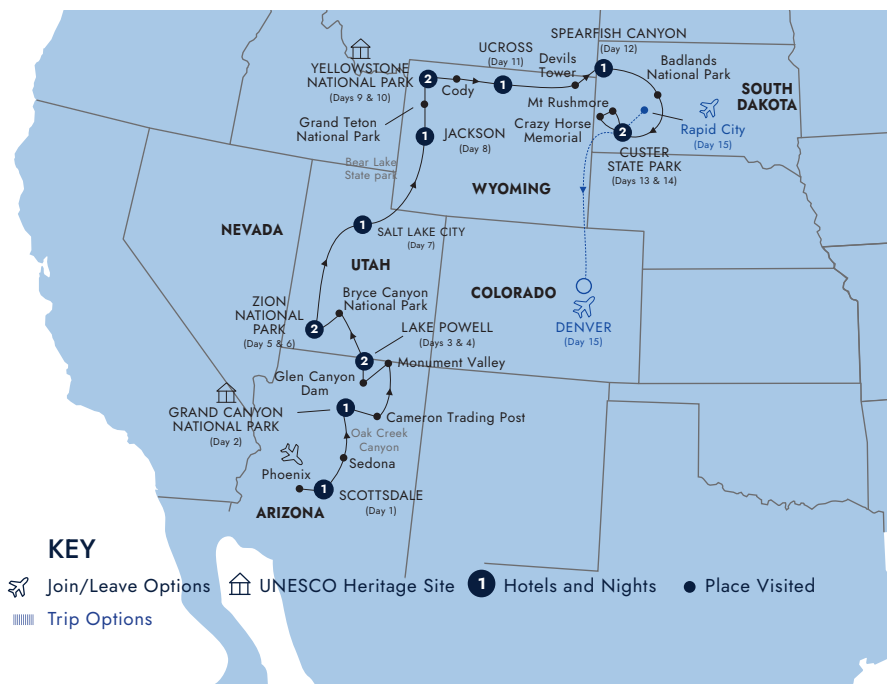 SPEARFISH CANYON
(Day 12)
UCROSS
(Day 11)
Devils
Tower
1
Badlands
National Park
YELLOWSTONE
NATIONAL PARK
(Days 9 & 10)
2
Cody
1
SOUTH
DAKOTA
Mt Rushmore
Grand Teton
National Park
Crazy Horse
Memorial
2
Rapid City
(Day 15)
1
JACKSON
(Day 8)
CUSTER
STATE PARK
(Days 13 & 14)
Bear Lake
State park
WYOMING
NEVADA
1
SALT LAKE CITY
(Day 7)
UTAH
COLORADO
Bryce Canyon
National Park
ZION
NATIONAL
PARK
(Day 5 & 6)
2
LAKE POWELL
(Days 3 & 4)
DENVER
(Day 15)
2
Monument Valley
Glen Canyon
Dam
GRAND CANYON
NATIONAL PARK
(Day 2)
1
Cameron Trading Post
Oak Creek
Canyon
Sedona
Phoenix
1
SCOTTSDALE
(Day 1)
ARIZONA
KEY
Join/Leave Options
UNESCO Heritage Site
1
Hotels and Nights
Place Visited
Trip Options